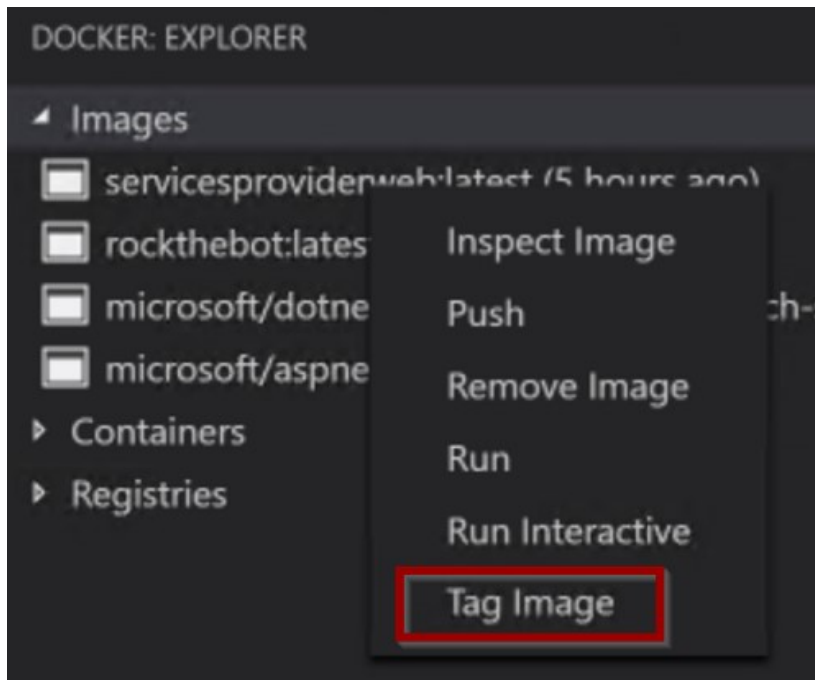 DOCKER: EXPLORER
Images
servicesproviderweb:latest (5 hours ago)
rockthebot:lates
microsoft/dotne ch-
microsoft/aspne
Containers
Registries
Inspect Image
Push
Remove Image
Run
Run Interactive
Tag Image